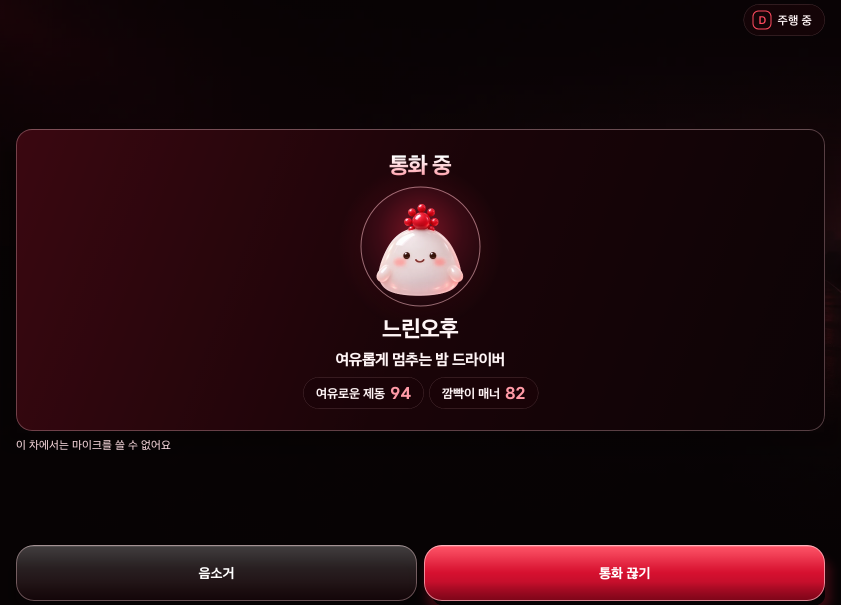 D 주행 중
통화 중
느린오후
여유롭게 멈추는 밤 드라이버
여유로운 제동 94 깜빡이 매너 82
이 차에서는 마이크를 쓸 수 없어요
음소거 통화 끊기